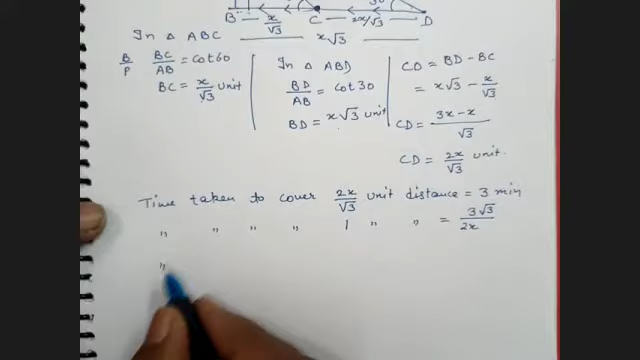 B x/√3 C 2x/√3 D
In △ ABC x√3
B/P BC/AB = cot60
BC = x/√3 unit
In △ ABD
BD/AB = cot30
BD = x√3 unit
CD = BD - BC
= x√3 - x/√3
CD = 3x-x/√3
CD = 2x/√3 unit.
Time taken to cover 2x/√3 unit distance = 3 min
" " " " 1 " " = 3√3/2x
"